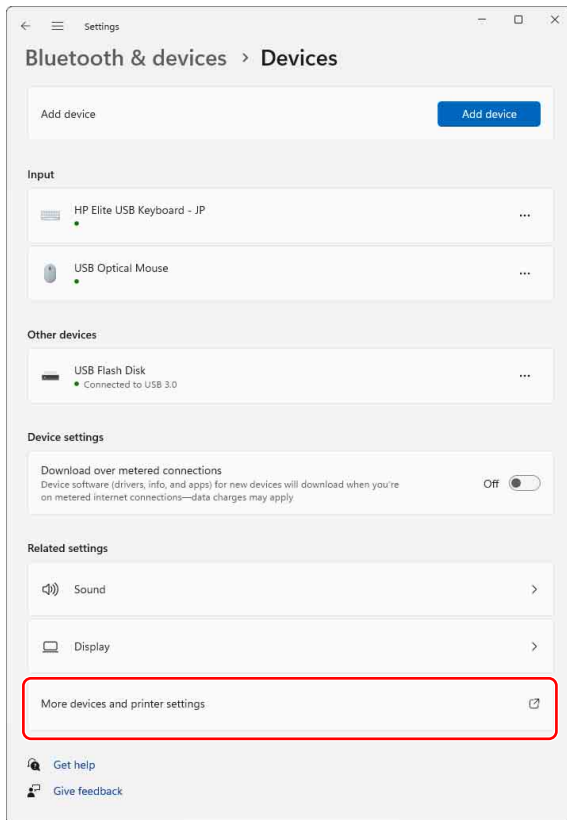 Settings
Bluetooth & devices > Devices
Add device
Add device
Input
HP Elite USB Keyboard - JP
USB Optical Mouse
Other devices
USB Flash Disk
Connected to USB 3.0
Device settings
Download over metered connections
Off
Device software (drivers, info, and apps) for new devices will download when you're
on metered internet connections—data charges may apply
Related settings
Sound
Display
More devices and printer settings
Get help
Give feedback